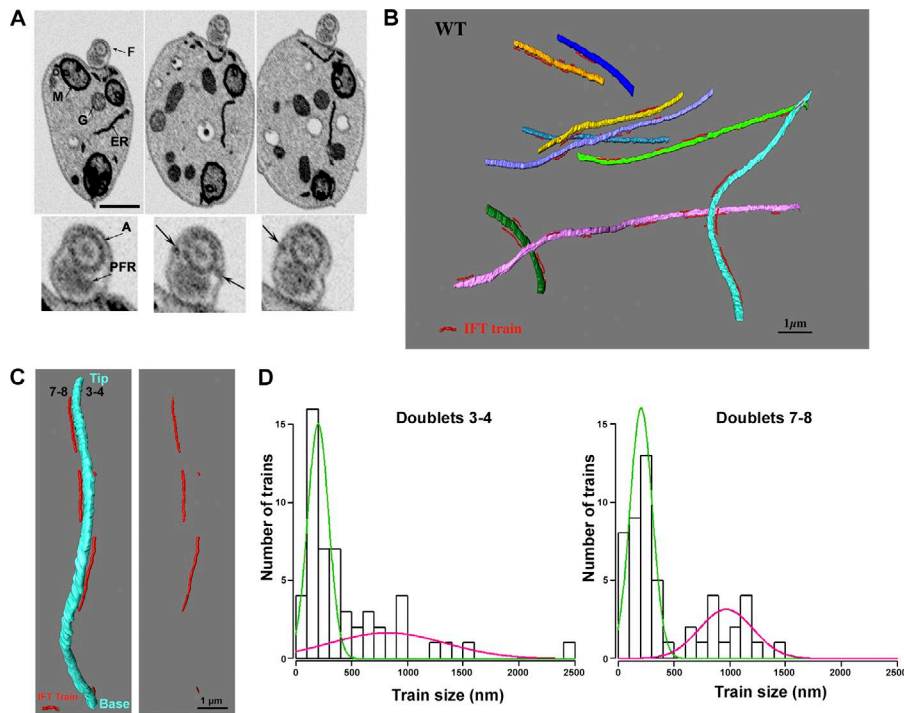 A
F
M
G
ER
A
PFR
B
WT
IFT train
1μm
C
Tip
7-8 3-4
IFT Train
Base
1 μm
D
Doublets 3-4
Number of trains
15
10
5
0
0 500 1000 1500 2000 2500
Train size (nm)
Doublets 7-8
Number of trains
15
10
5
0
0 500 1000 1500 2000 2500
Train size (nm)